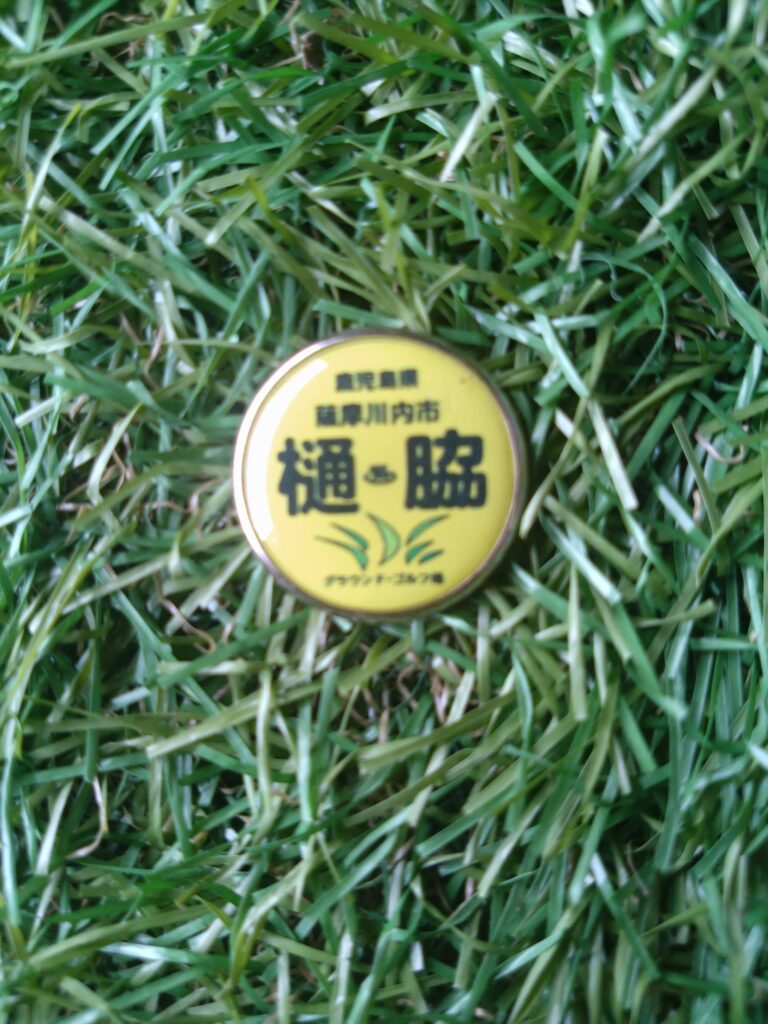 鹿児島県
薩摩川内市
樋♨脇
グラウンド・ゴルフ場